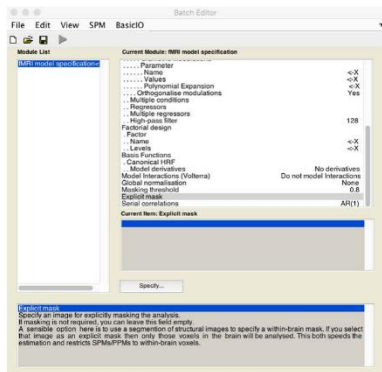 Batch Editor
File Edit View SPM BasicIO
Module List
Current Module: fMRI model specification
fMRI model specification<-
. . . . . Parameter
. . . . . . Name <-X
. . . . . . Values <-X
. . . . . . Polynomial Expansion <-X
. . . . Orthogonalise modulations Yes
. . Multiple conditions
. . Regressors
. . Multiple regressors
. . High-pass filter 128
Factorial design
. Factor
. . Name <-X
. . Levels <-X
Basis Functions
. Canonical HRF
. . Model derivatives No derivatives
Model Interactions (Volterra) Do not model Interactions
Global normalisation None
Masking threshold 0.8
Explicit mask
Serial correlations AR(1)
Current Item: Explicit mask
Specify...
Explicit mask
Specify an image for explicitly masking the analysis.
If masking is not required, you can leave this field empty.
A sensible option here is to use a segmention of structural images to specify a within-brain mask. If you select
that image as an explicit mask then only those voxels in the brain will be analysed. This both speeds the
estimation and restricts SPMs/PPMs to within-brain voxels.